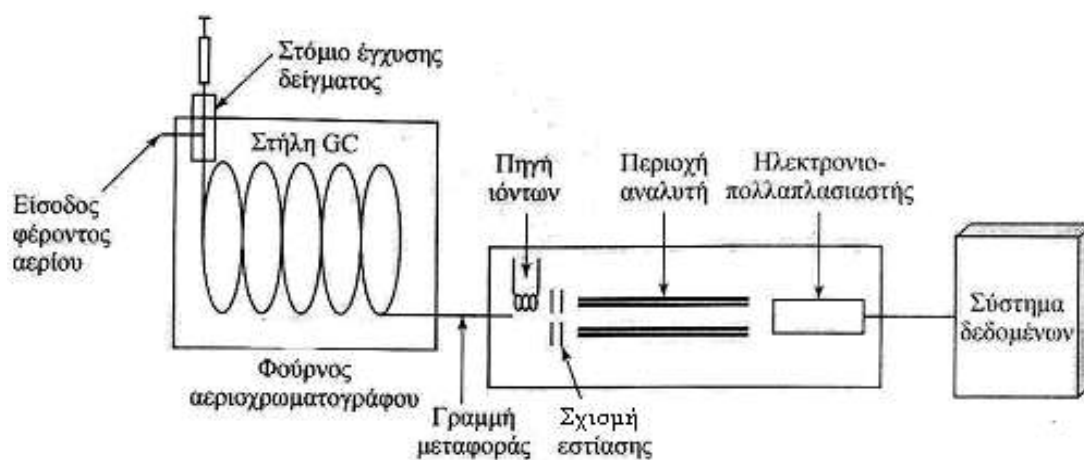 Στόμιο έγχυσης
δείγματος
Στήλη GC
Είσοδος
φέροντος
αερίου
Φούρνος
αεριοχρωματογράφου
Γραμμή
μεταφοράς
Πηγή
ιόντων
Σχισμή
εστίασης
Περιοχή
αναλυτή
Ηλεκτρονιο-
πολλαπλασιαστής
Σύστημα
δεδομένων